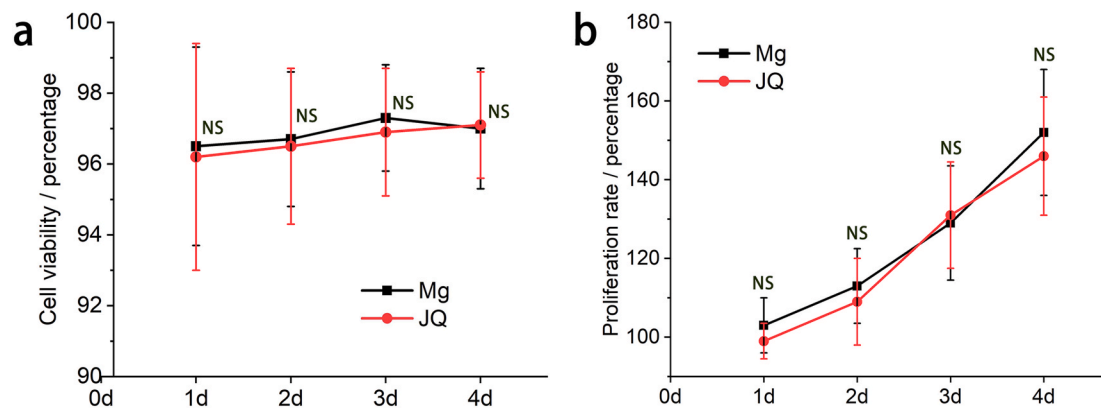 a
Cell viability / percentage
100
98
96
94
92
90
0d 1d 2d 3d 4d
NS NS NS NS
Mg
JQ
b
Proliferation rate / percentage
180
160
140
120
100
0d 1d 2d 3d 4d
NS NS NS NS
Mg
JQ